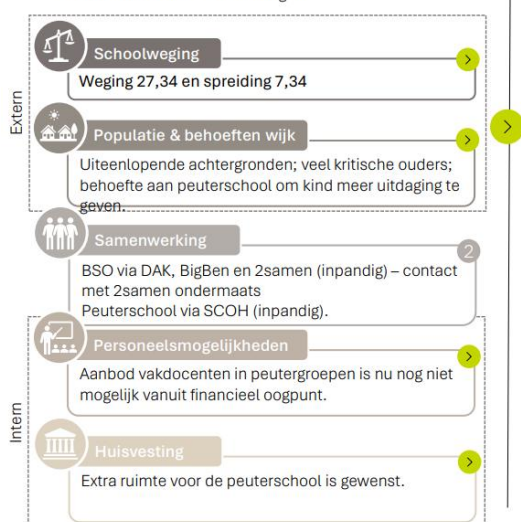 Extern
Schoolweging
Weging 27,34 en spreiding 7,34
Populatie & behoeften wijk
Uiteenlopende achtergronden; veel kritische ouders;
behoefte aan peuterschool om kind meer uitdaging te
geven.
Samenwerking
2
BSO via DAK, BigBen en 2samen (inpandig) – contact
met 2samen ondermaats
Peuterschool via SCOH (inpandig).
Intern
Personeelsmogelijkheden
Aanbod vakdocenten in peutergroepen is nu nog niet
mogelijk vanuit financieel oogpunt.
Huisvesting
Extra ruimte voor de peuterschool is gewenst.